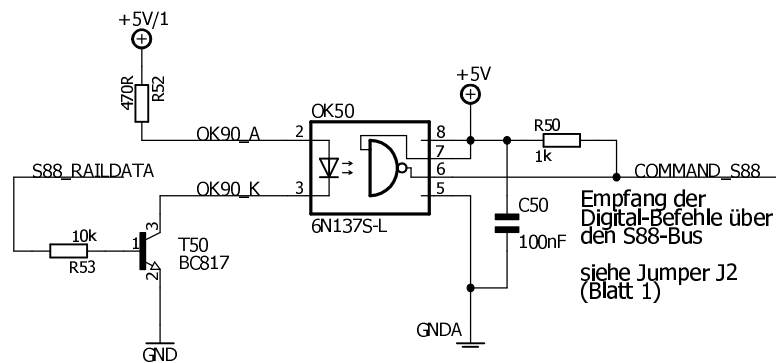 +5V/1
470R
R52
OK50
+5V
OK90_A
2
8
7
R50
1k
S88_RAILDATA
OK90_K
3
6
5
COMMAND_S88
6N137S-L
C50
100nF
Empfang der
Digital-Befehle über
den S88-Bus
siehe Jumper J2
(Blatt 1)
10k
R53
1
3
2
T50
BC817
GND
GNDA